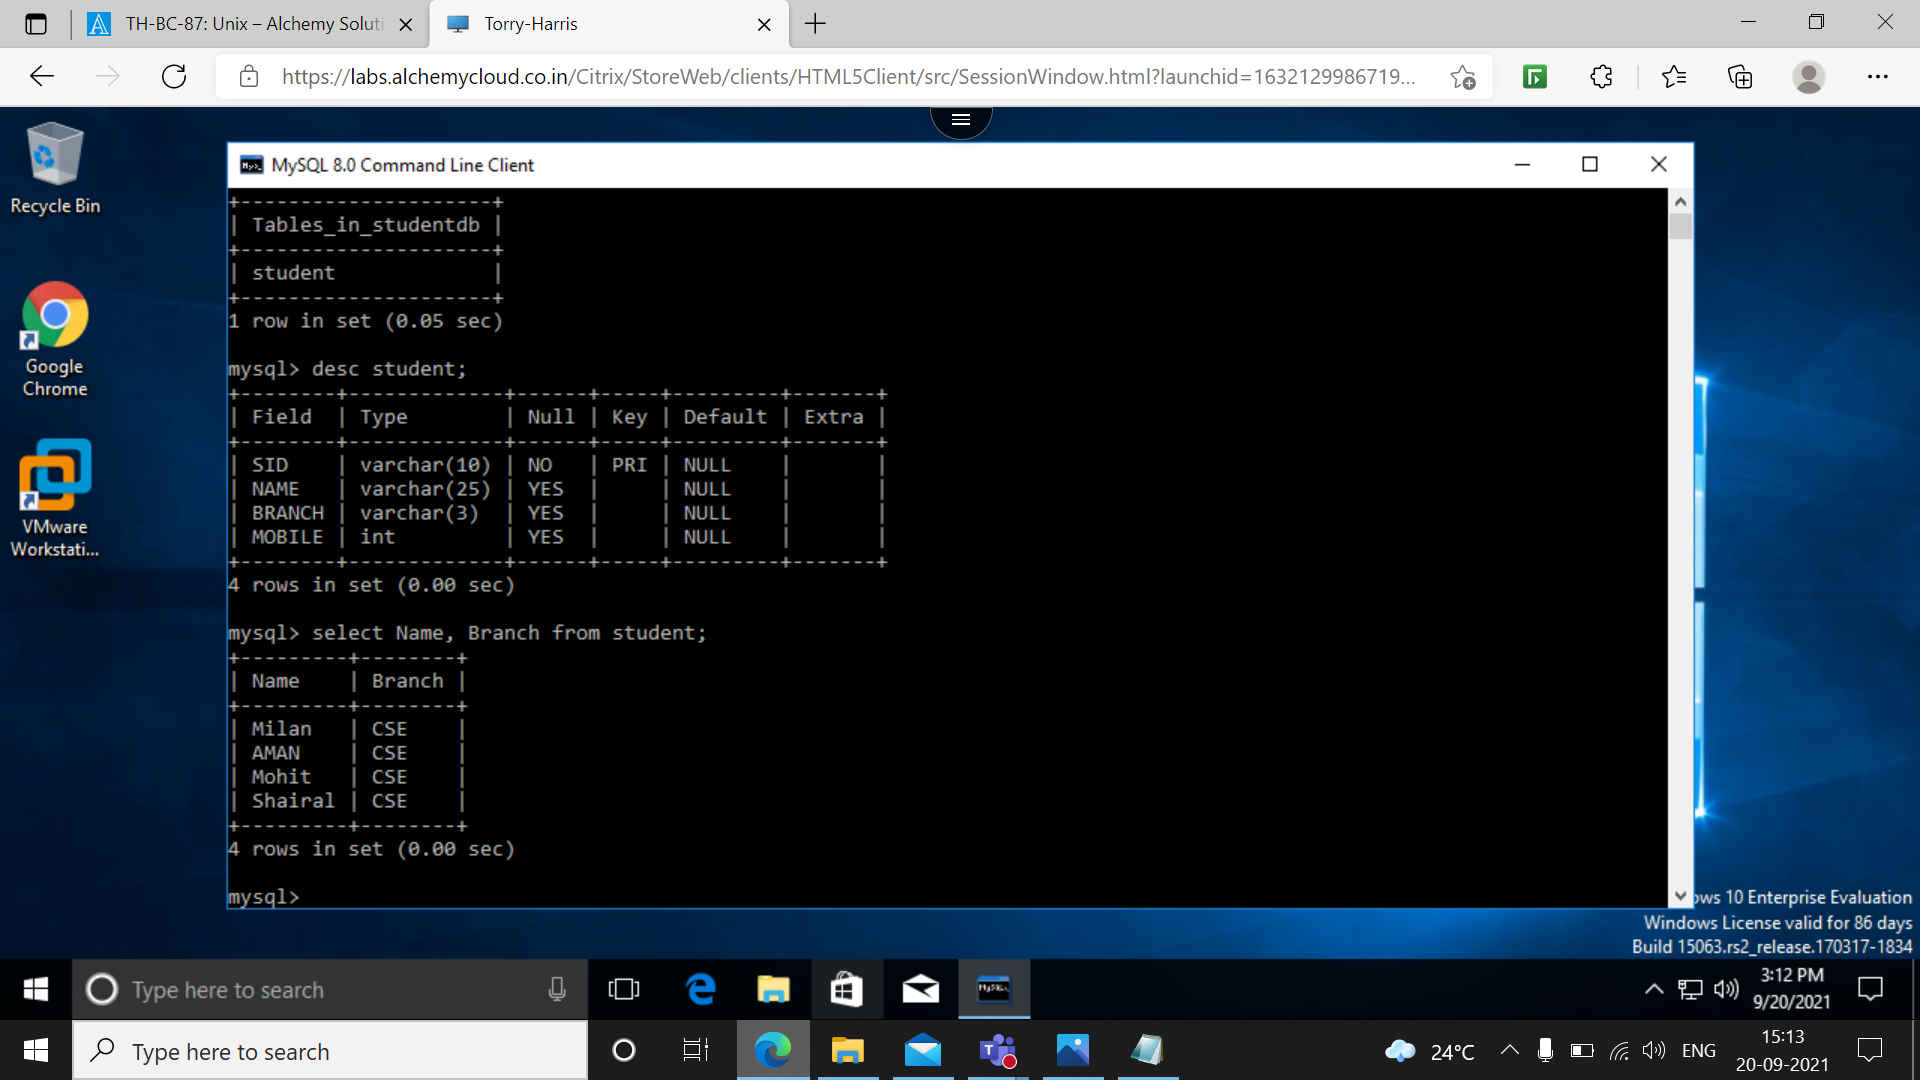 TH-BC-87: Unix – Alchemy Soluti
Torry-Harris
https://labs.alchemycloud.co.in/Citrix/StoreWeb/clients/HTML5Client/src/SessionWindow.html?launchid=1632129986719...
Recycle Bin
Google
Chrome
VMware
Workstati...
MySQL 8.0 Command Line Client
+---------------------+
| Tables_in_studentdb |
+---------------------+
| student             |
+---------------------+
1 row in set (0.05 sec)
mysql> desc student;
+--------+-------------+------+-----+---------+-------+
| Field  | Type        | Null | Key | Default | Extra |
+--------+-------------+------+-----+---------+-------+
| SID    | varchar(10) | NO   | PRI | NULL    |       |
| NAME   | varchar(25) | YES  |     | NULL    |       |
| BRANCH | varchar(3)  | YES  |     | NULL    |       |
| MOBILE | int         | YES  |     | NULL    |       |
+--------+-------------+------+-----+---------+-------+
4 rows in set (0.00 sec)
mysql> select Name, Branch from student;
+---------+--------+
| Name    | Branch |
+---------+--------+
| Milan   | CSE    |
| AMAN    | CSE    |
| Mohit   | CSE    |
| Shairal | CSE    |
+---------+--------+
4 rows in set (0.00 sec)
mysql>
ows 10 Enterprise Evaluation
Windows License valid for 86 days
Build 15063.rs2_release.170317-1834
Type here to search
3:12 PM
9/20/2021
Type here to search
24°C
ENG
15:13
20-09-2021